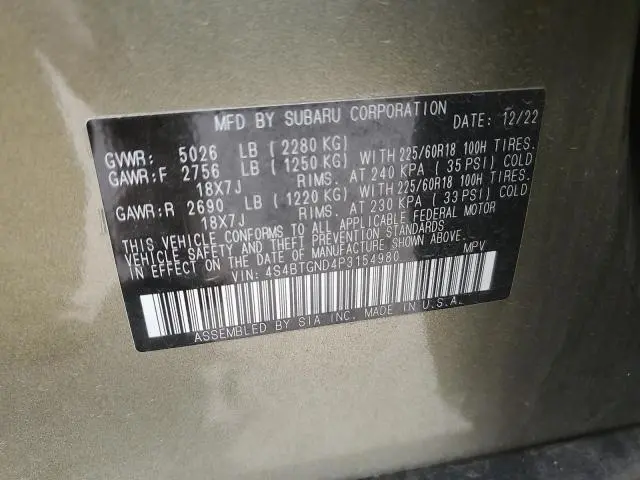 MFD BY SUBARU CORPORATION DATE: 12/22
GVWR: 5026 LB (2280 KG)
GAWR:F 2756 LB (1250 KG) WITH 225/60R18 100H TIRES.
18X7J RIMS. AT 240 KPA (35 PSI) COLD
GAWR:R 2690 LB (1220 KG) WITH 225/60R18 100H TIRES.
18X7J RIMS. AT 230 KPA (33 PSI) COLD
THIS VEHICLE CONFORMS TO ALL APPLICABLE FEDERAL MOTOR
VEHICLE SAFETY AND THEFT PREVENTION STANDARDS
IN EFFECT ON THE DATE OF MANUFACTURE SHOWN ABOVE.
VIN: 4S4BTGND4P3154980 MPV
ASSEMBLED BY SIA INC. MADE IN U.S.A.